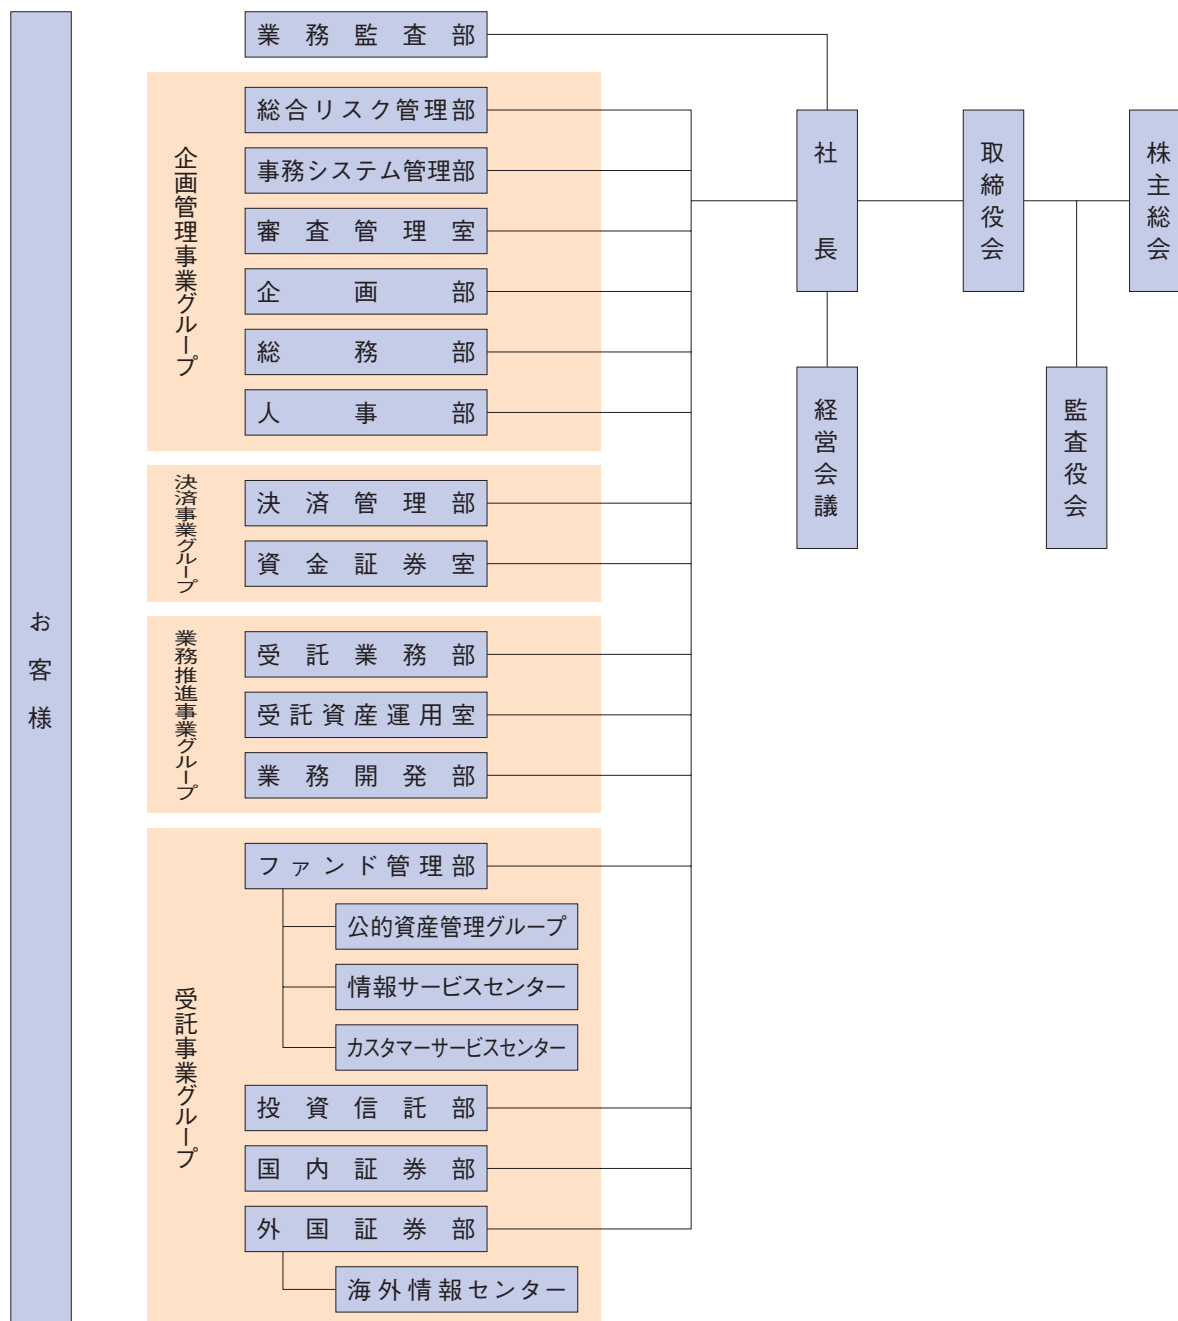 お客様
業務監査部
企画管理事業グループ
総合リスク管理部
事務システム管理部
審査管理室
企画部
総務部
人事部
決済事業グループ
決済管理部
資金証券室
業務推進事業グループ
受託業務部
受託資産運用室
業務開発部
受託事業グループ
ファンド管理部
公的資産管理グループ
情報サービスセンター
カスタマーサービスセンター
投資信託部
国内証券部
外国証券部
海外情報センター
社長
経営会議
取締役会
監査役会
株主総会